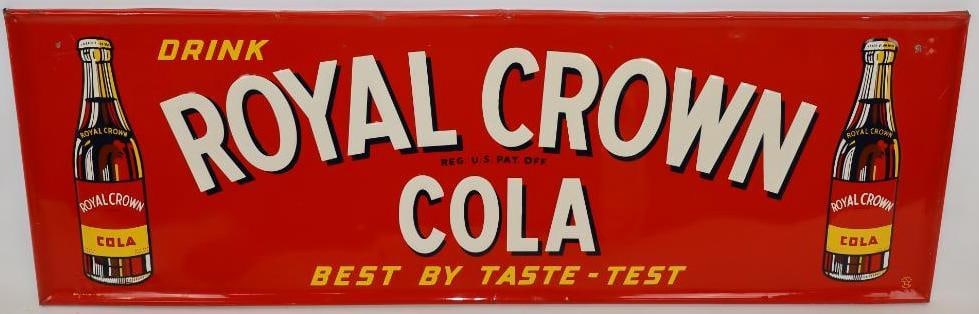 DRINK
ROYAL CROWN
REG. U.S. PAT. OFF.
COLA
BEST BY TASTE-TEST
ROYAL CROWN
ROYAL CROWN
COLA
ROYAL CROWN
ROYAL CROWN
COLA